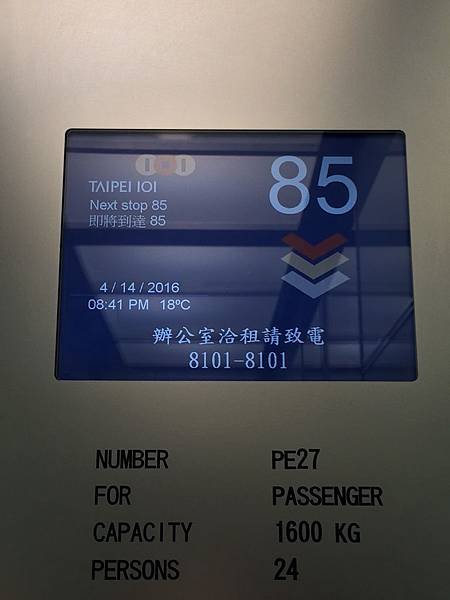 TAIPEI 101
Next stop 85
即將到達 85
85
4 / 14 / 2016
08:41 PM 18ºC
辦公室洽租請致電
8101-8101
NUMBER PE27
FOR PASSENGER
CAPACITY 1600 KG
PERSONS 24